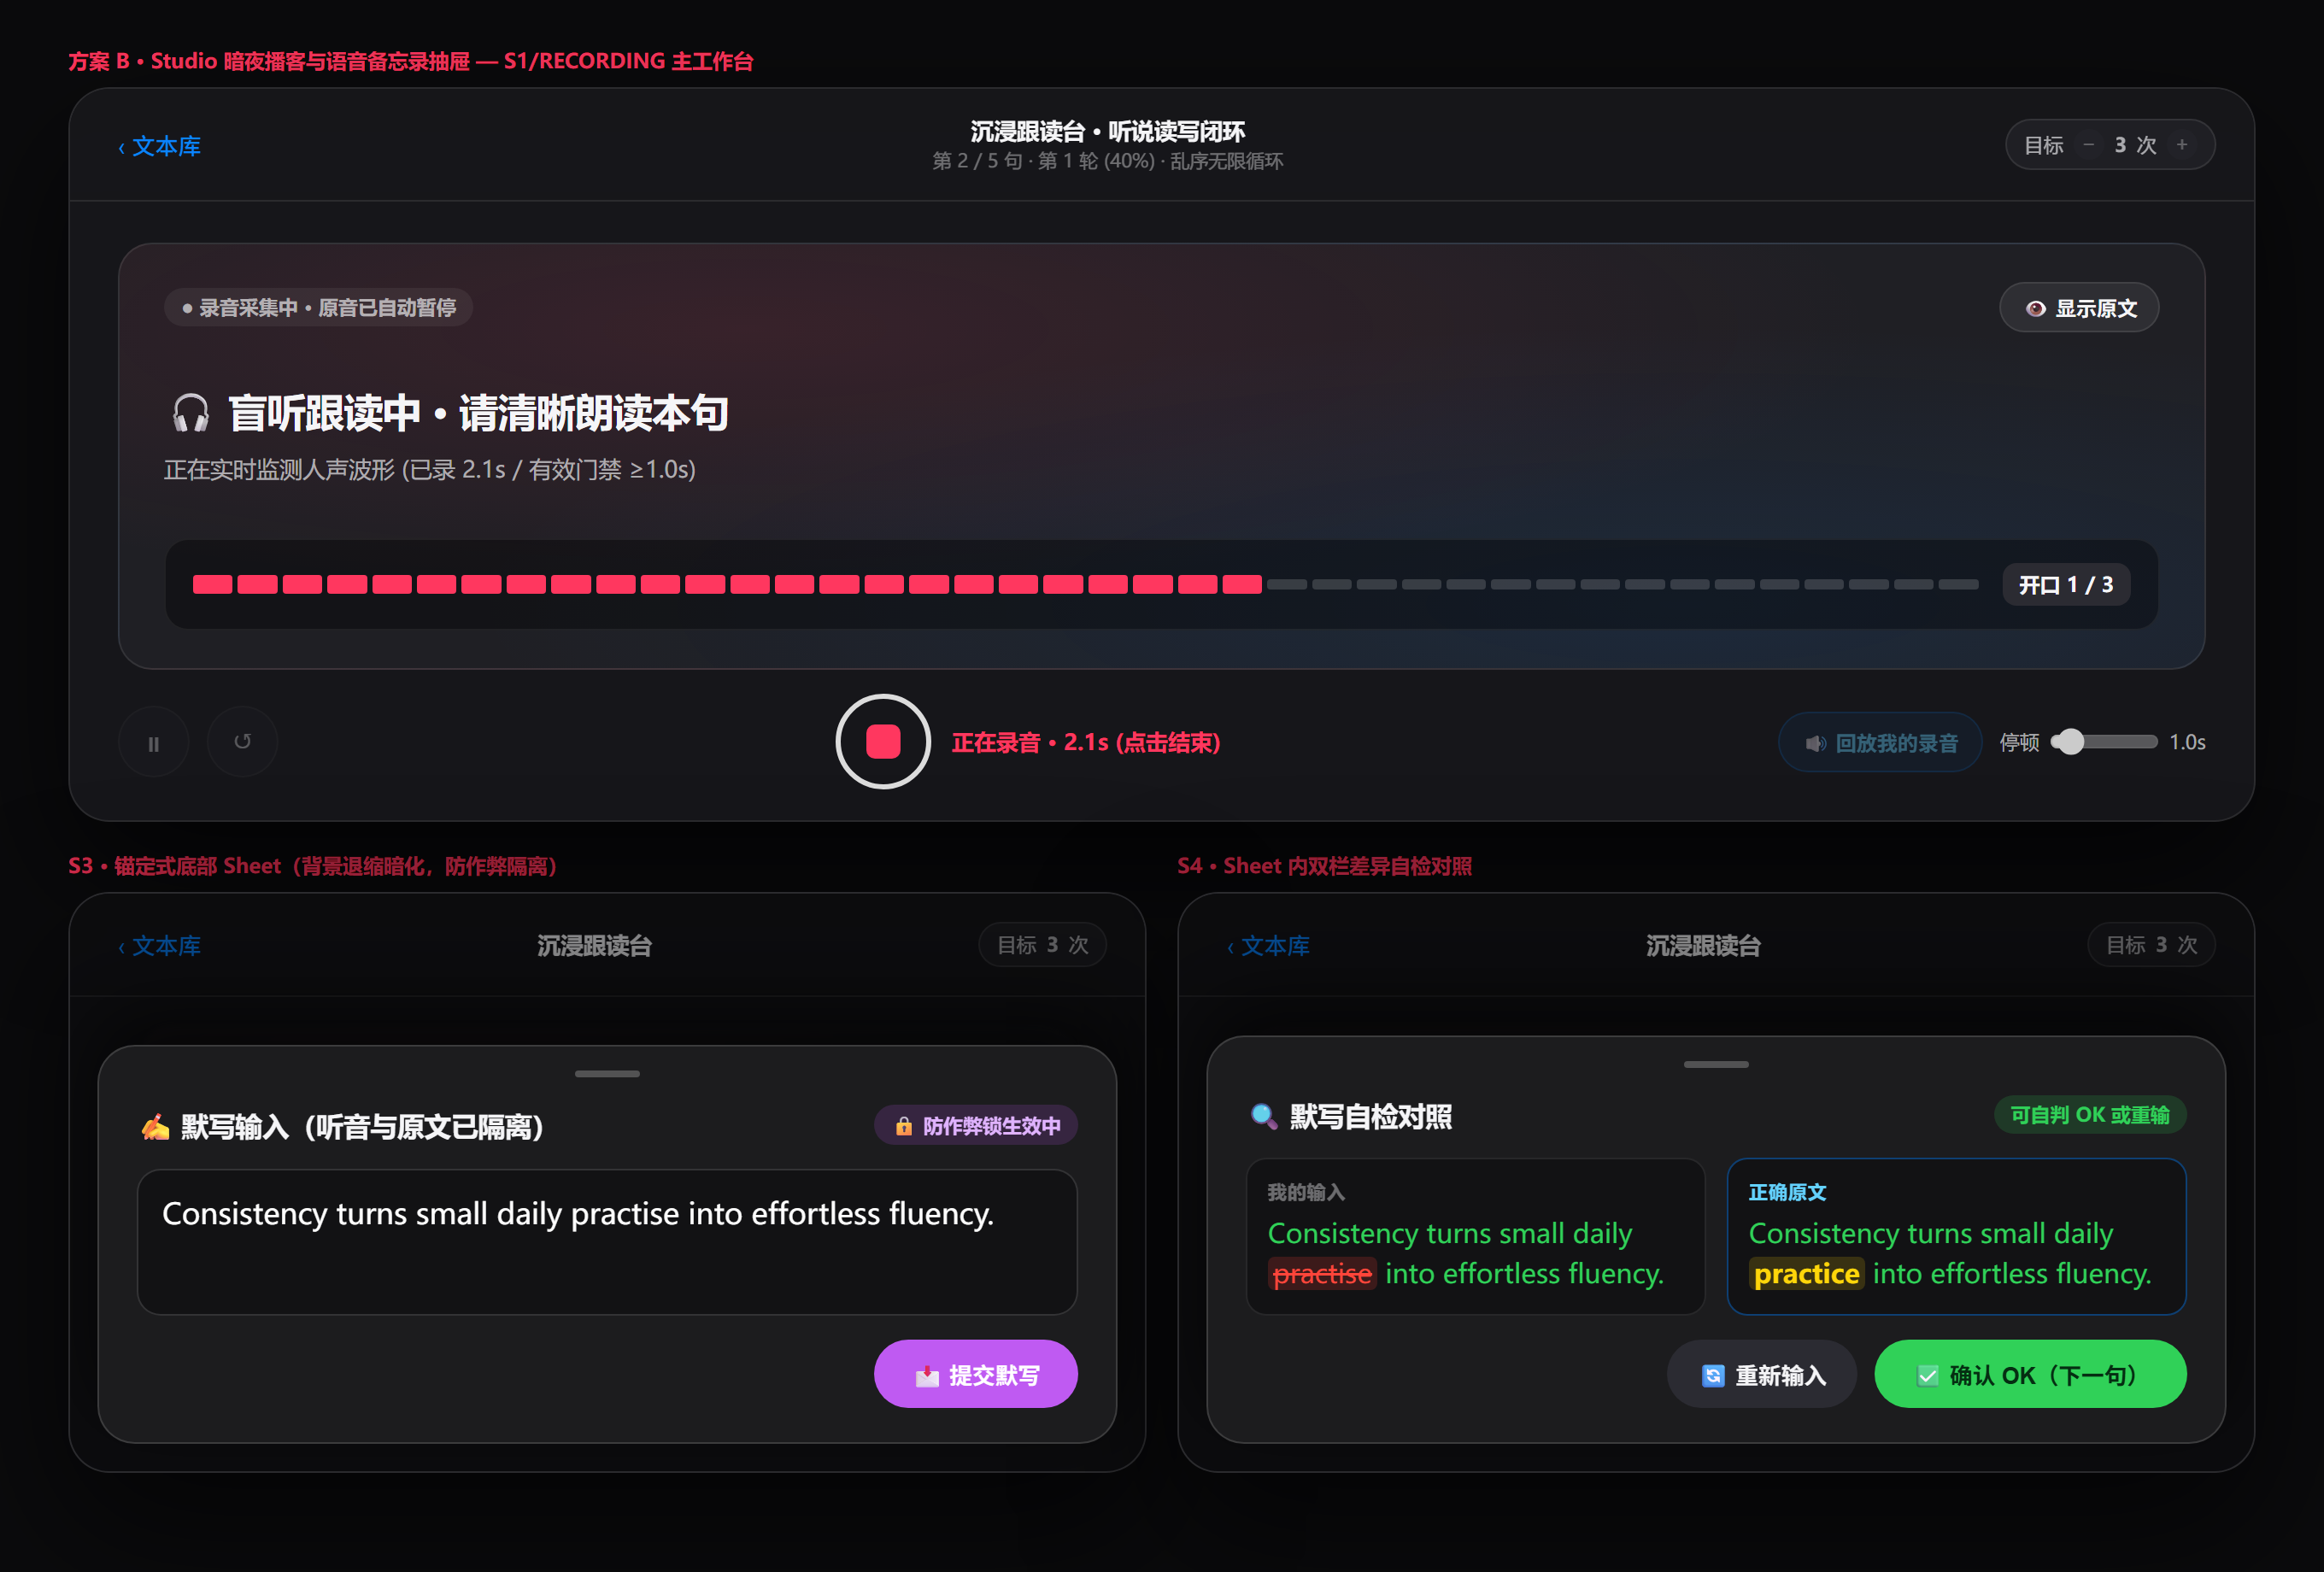 方案 B • Studio 暗夜播客与语音备忘录抽屉 — S1/RECORDING 主工作台
‹ 文本库
沉浸跟读台 • 听说读写闭环
第 2 / 5 句 · 第 1 轮 (40%) · 乱序无限循环
目标 − 3 次 +
● 录音采集中 • 原音已自动暂停
显示原文
盲听跟读中 • 请清晰朗读本句
正在实时监测人声波形 (已录 2.1s / 有效门禁 ≥1.0s)
开口 1 / 3
正在录音 • 2.1s (点击结束)
回放我的录音
停顿
1.0s
S3 • 锚定式底部 Sheet（背景退缩暗化，防作弊隔离）
‹ 文本库
沉浸跟读台
目标 3 次
默写输入（听音与原文已隔离）
防作弊锁生效中
Consistency turns small daily practise into effortless fluency.
提交默写
S4 • Sheet 内双栏差异自检对照
‹ 文本库
沉浸跟读台
目标 3 次
默写自检对照
可自判 OK 或重输
我的输入
Consistency turns small daily
practise into effortless fluency.
正确原文
Consistency turns small daily
practice into effortless fluency.
重新输入
确认 OK（下一句）